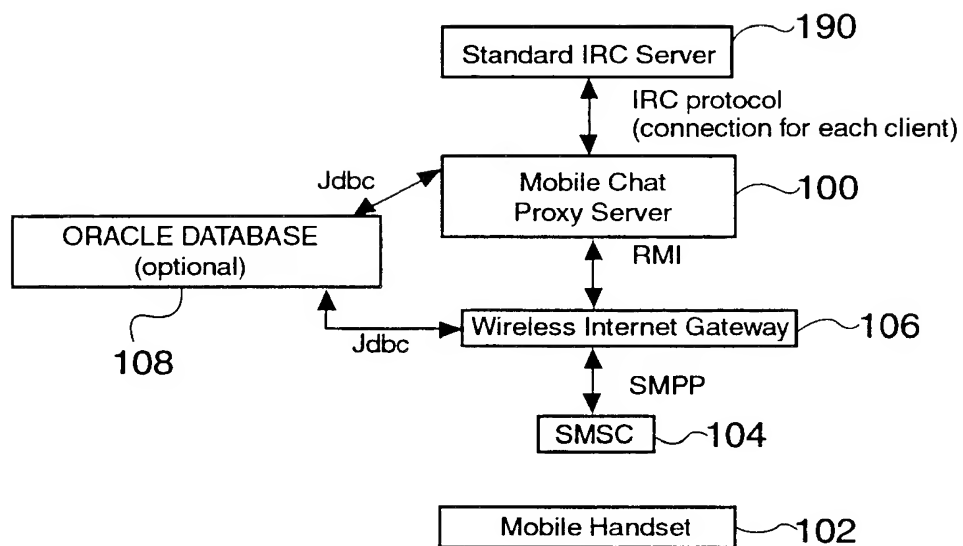 190
Standard IRC Server
IRC protocol
(connection for each client)
Jdbc
Mobile Chat
Proxy Server
100
ORACLE DATABASE
(optional)
RMI
108
Jdbc
Wireless Internet Gateway
106
SMPP
SMSC
104
Mobile Handset
102